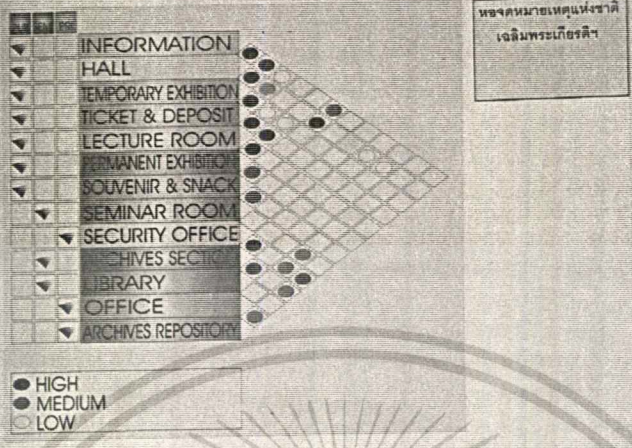 INFORMATION
HALL
TEMPORARY EXHIBITION
TICKET & DEPOSIT
LECTURE ROOM
PERMANENT EXHIBITION
SOUVENIR & SNACK
SEMINAR ROOM
SECURITY OFFICE
ARCHIVES SECTION
LIBRARY
OFFICE
ARCHIVES REPOSITORY
HIGH
MEDIUM
LOW
หอจดหมายเหตุแห่งชาติ
เฉลิมพระเกียรติฯ